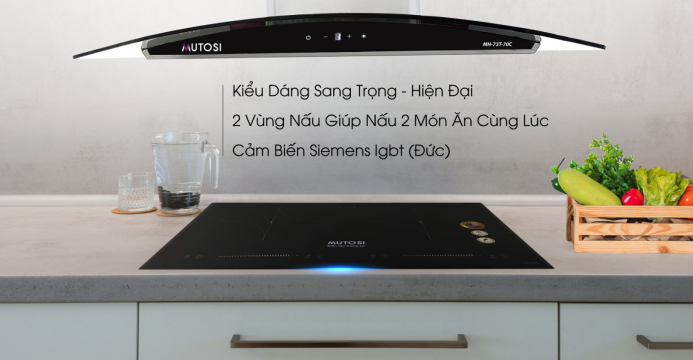 MUTOSI
MH-73T-70C
Kiểu Dáng Sang Trọng - Hiện Đại
2 Vùng Nấu Giúp Nấu 2 Món Ăn Cùng Lúc
Cảm Biến Siemens Igbt (Đức)
MUTOSI